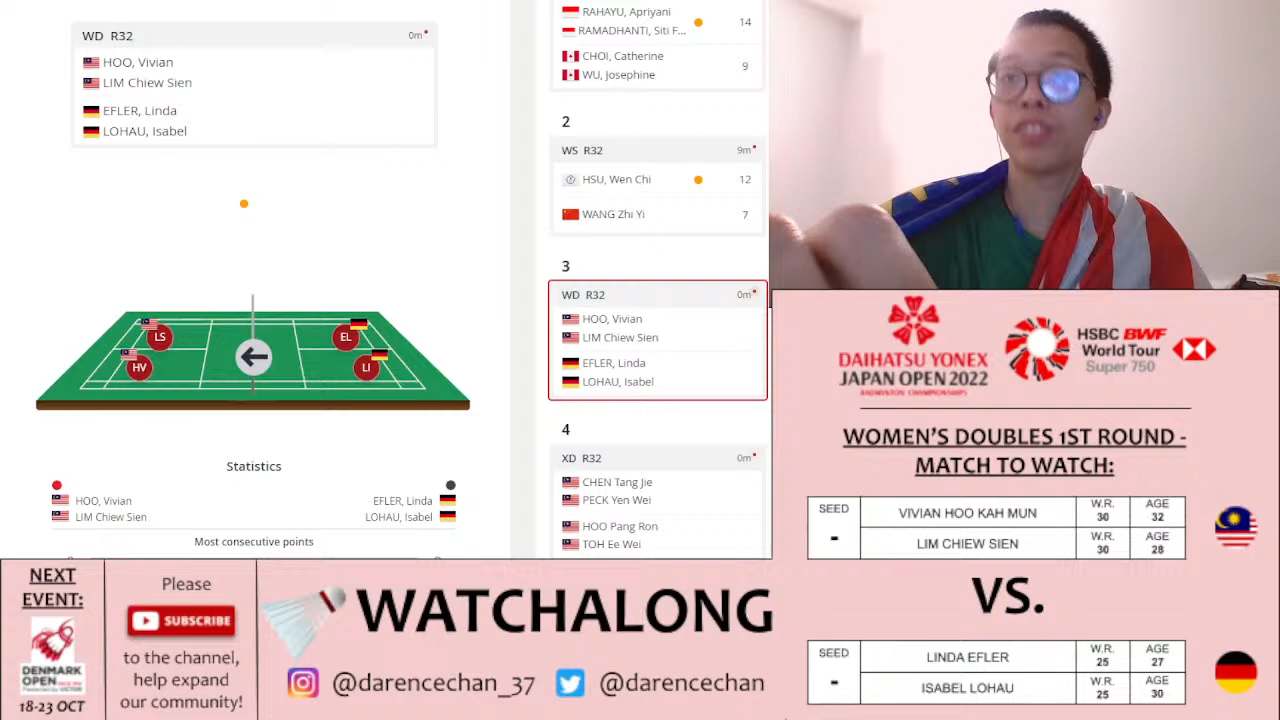 WD R32 0m
HOO, Vivian
LIM Chiew Sien
EFLER, Linda
LOHAU, Isabel
LS
HV
EL
LI
Statistics
HOO, Vivian
LIM Chiew Sien
EFLER, Linda
LOHAU, Isabel
Most consecutive points
RAHAYU, Apriyani
RAMADHANTI, Siti F...
14
CHOI, Catherine
WU, Josephine
9
2
WS R32 9m
HSU, Wen Chi 12
WANG Zhi Yi 7
3
WD R32 0m
HOO, Vivian
LIM Chiew Sien
EFLER, Linda
LOHAU, Isabel
4
XD R32 0m
CHEN Tang Jie
PECK Yen Wei
HOO Pang Ron
TOH Ee Wei
DAIHATSU YONEX
JAPAN OPEN 2022
BADMINTON CHAMPIONSHIPS
HSBC BWF
World Tour
Super 750
WOMEN'S DOUBLES 1ST ROUND -
MATCH TO WATCH:
SEED
-
VIVIAN HOO KAH MUN
W.R.
30
AGE
32
LIM CHIEW SIEN
W.R.
30
AGE
28
VS.
SEED
-
LINDA EFLER
W.R.
25
AGE
27
ISABEL LOHAU
W.R.
25
AGE
30
NEXT
EVENT:
DENMARK
OPEN
18-23 OCT
Please
SUBSCRIBE
to the channel,
help expand
our community!
WATCHALONG
@darencechan_37
@darencechan